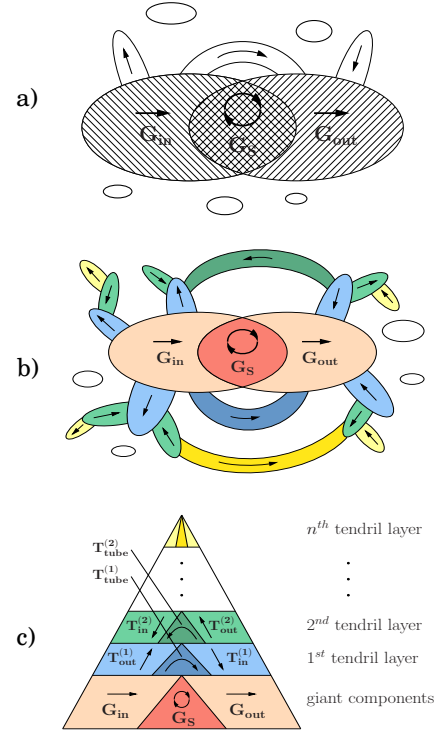 a)
G_in G_S G_out
b)
G_in G_S G_out
n^th tendril layer
T_tube^(2)
T_tube^(1)
T_in^(2) T_out^(2) 2^nd tendril layer
c) T_out^(1) T_in^(1) 1^st tendril layer
G_in G_S G_out giant components